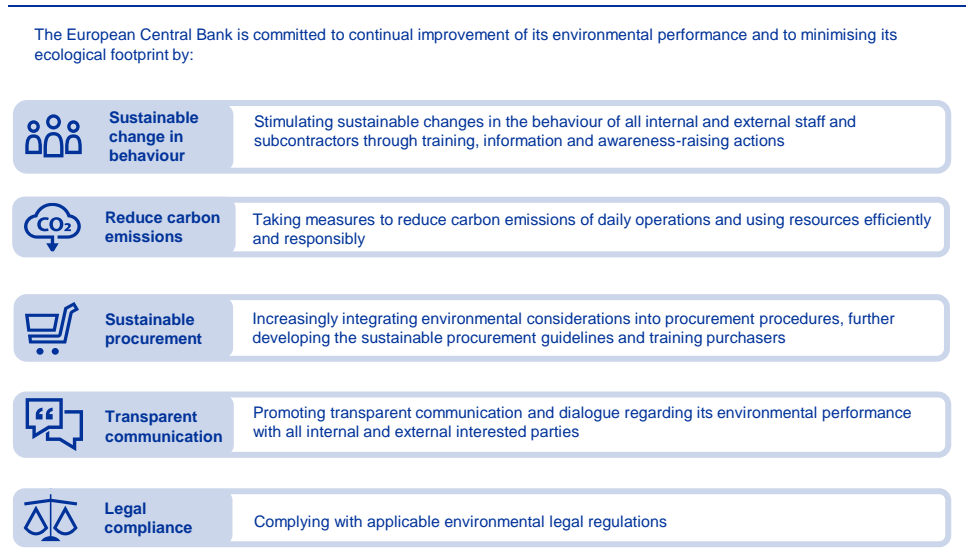 The European Central Bank is committed to continual improvement of its environmental performance and to minimising its
ecological footprint by:
Sustainable
change in
behaviour
Stimulating sustainable changes in the behaviour of all internal and external staff and
subcontractors through training, information and awareness-raising actions
CO₂
Reduce carbon
emissions
Taking measures to reduce carbon emissions of daily operations and using resources efficiently
and responsibly
Sustainable
procurement
Increasingly integrating environmental considerations into procurement procedures, further
developing the sustainable procurement guidelines and training purchasers
Transparent
communication
Promoting transparent communication and dialogue regarding its environmental performance
with all internal and external interested parties
Legal
compliance
Complying with applicable environmental legal regulations